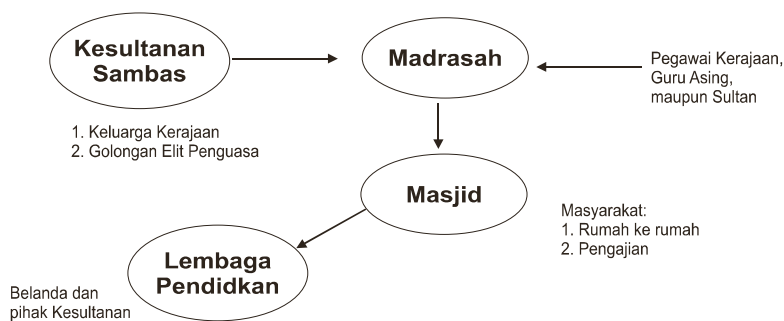 Kesultanan
Sambas
Madrasah
Pegawai Kerajaan,
Guru Asing,
maupun Sultan
1. Keluarga Kerajaan
2. Golongan Elit Penguasa
Masjid
Masyarakat:
1. Rumah ke rumah
2. Pengajian
Lembaga
Pendidkan
Belanda dan
pihak Kesultanan